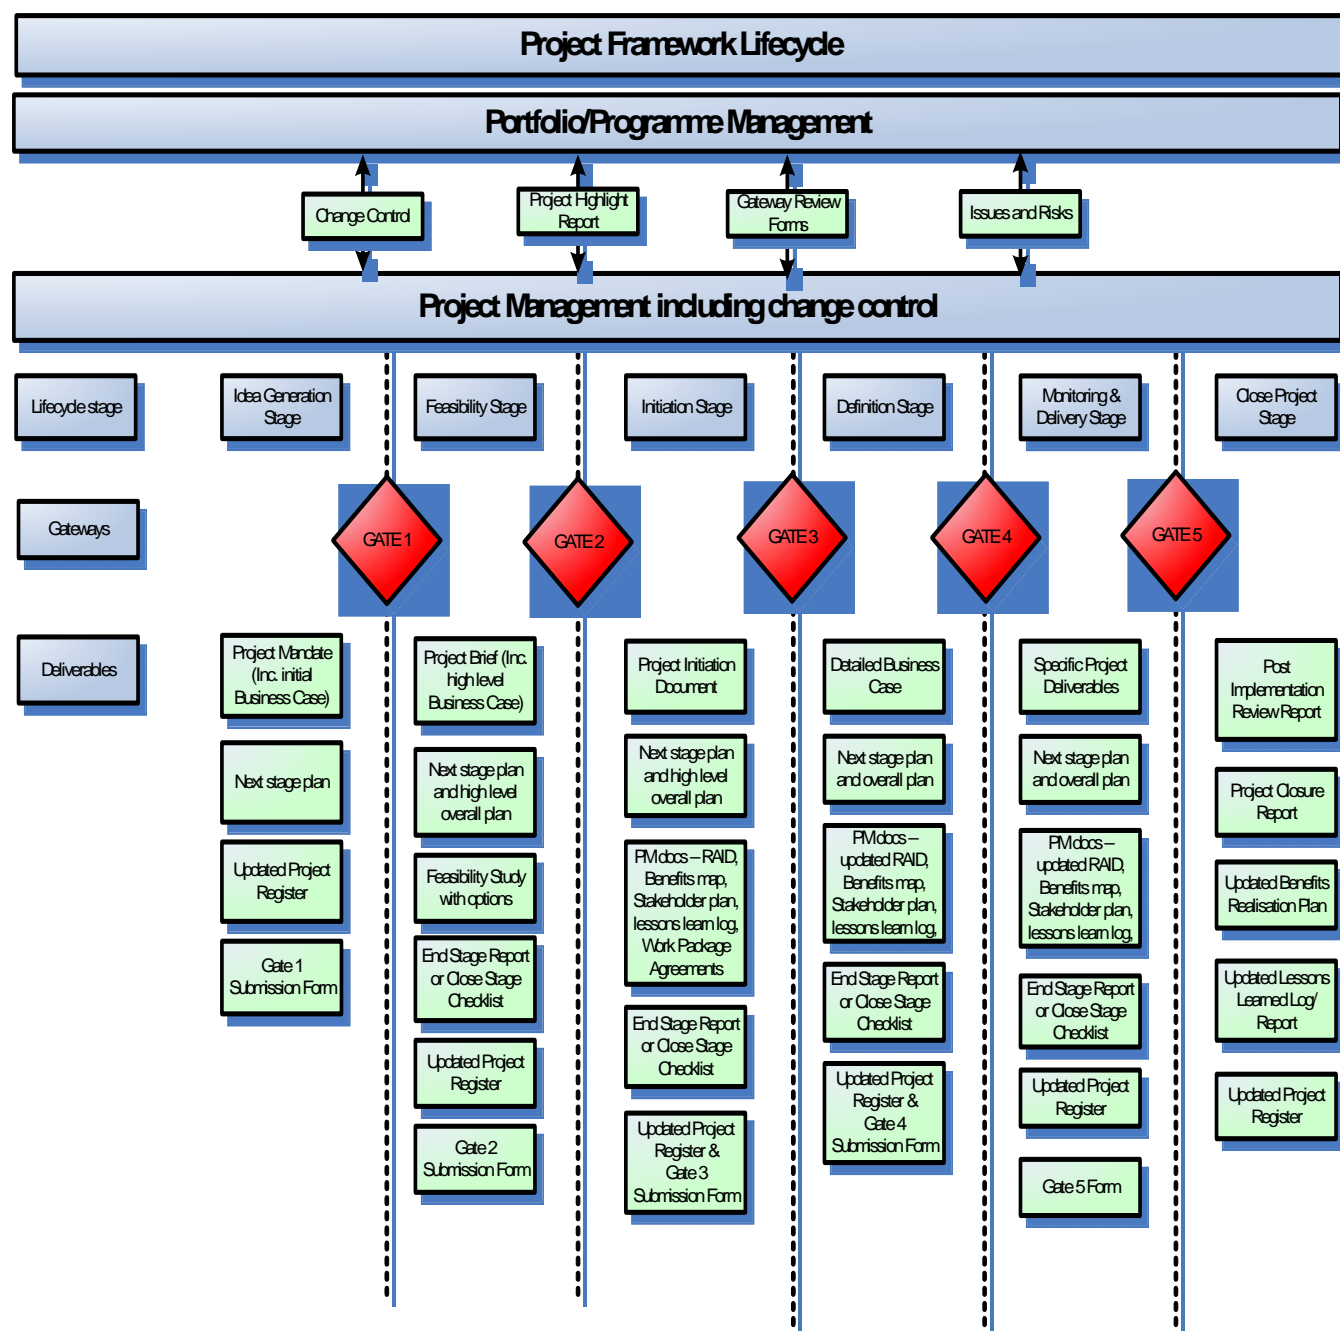 Project Framework Lifecycle
Portfolio/Programme Management
Change Control
Project Highlight
Report
Gateway Review
Forms
Issues and Risks
Project Management including change control
Lifecycle stage
Idea Generation
Stage
Feasibility Stage
Initiation Stage
Definition Stage
Monitoring &
Delivery Stage
Close Project
Stage
Gateways
GATE 1
GATE 2
GATE 3
GATE 4
GATE 5
Deliverables
Project Mandate
(Inc. initial
Business Case)
Next stage plan
Updated Project
Register
Gate 1
Submission Form
Project Brief (Inc.
high level
Business Case)
Next stage plan
and high level
overall plan
Feasibility Study
with options
End Stage Report
or Close Stage
Checklist
Updated Project
Register
Gate 2
Submission Form
Project Initiation
Document
Next stage plan
and high level
overall plan
PM docs – RAID,
Benefits map,
Stakeholder plan,
lessons learn log,
Work Package
Agreements
End Stage Report
or Close Stage
Checklist
Updated Project
Register &
Gate 3
Submission Form
Detailed Business
Case
Next stage plan
and overall plan
PM docs –
updated RAID,
Benefits map,
Stakeholder plan,
lessons learn log,
End Stage Report
or Close Stage
Checklist
Updated Project
Register &
Gate 4
Submission Form
Specific Project
Deliverables
Next stage plan
and overall plan
PM docs –
updated RAID,
Benefits map,
Stakeholder plan,
lessons learn log,
End Stage Report
or Close Stage
Checklist
Updated Project
Register
Gate 5 Form
Post
Implementation
Review Report
Project Closure
Report
Updated Benefits
Realisation Plan
Updated Lessons
Learned Log/
Report
Updated Project
Register